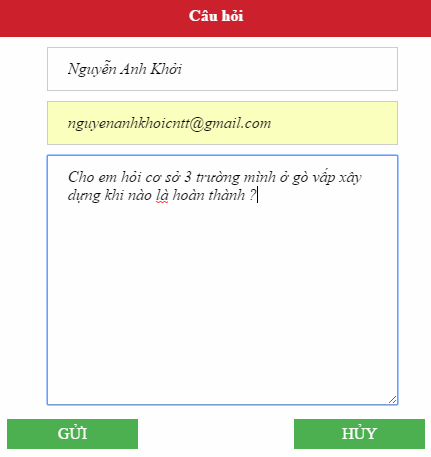 Câu hỏi
Nguyễn Anh Khởi
nguyenanhkhoicntt@gmail.com
Cho em hỏi cơ sở 3 trường mình ở gò vấp xây
dựng khi nào là hoàn thành ?
GỬI
HỦY